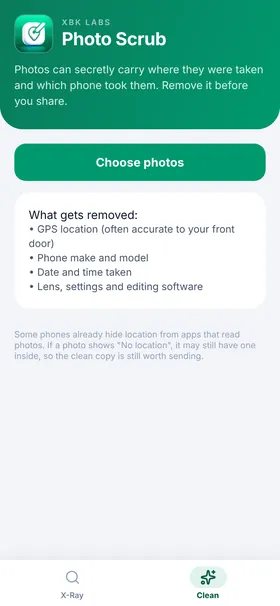 XBK LABS
Photo Scrub
Photos can secretly carry where they were taken
and which phone took them. Remove it before
you share.
Choose photos
What gets removed:
• GPS location (often accurate to your front
door)
• Phone make and model
• Date and time taken
• Lens, settings and editing software
Some phones already hide location from apps that read
photos. If a photo shows "No location", it may still have one
inside, so the clean copy is still worth sending.
X-Ray
Clean